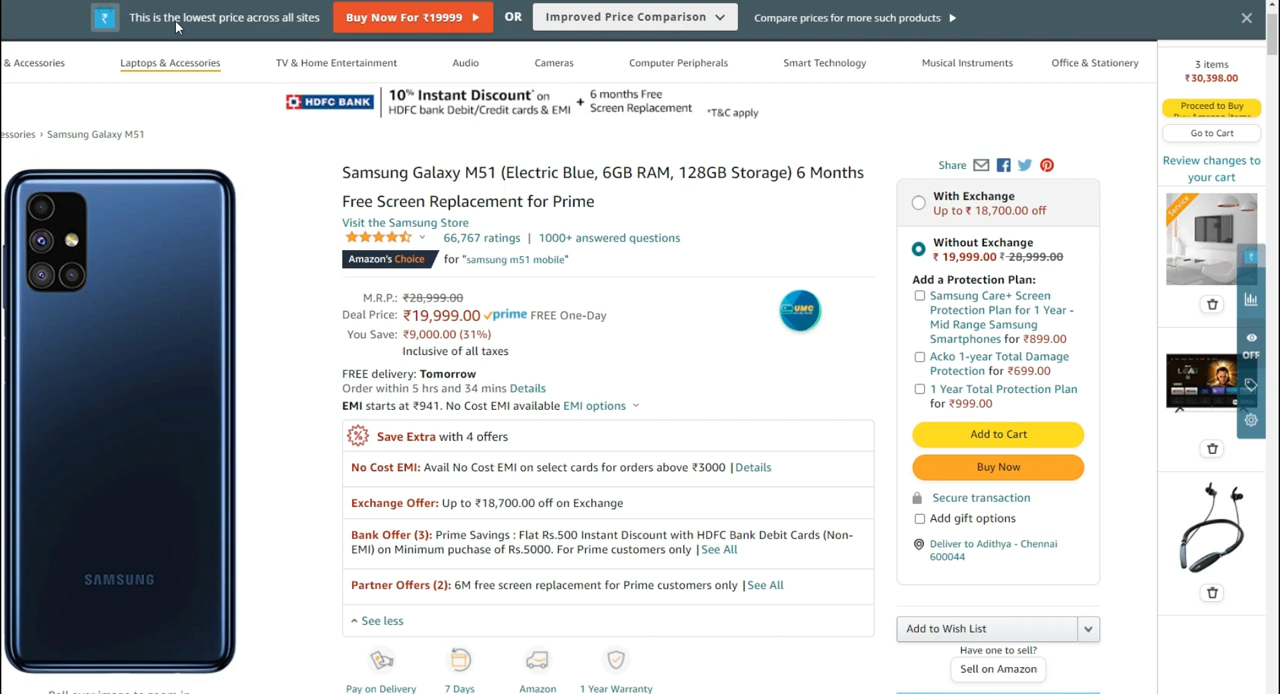 This is the lowest price across all sites
Buy Now For ₹19999
OR
Improved Price Comparison
Compare prices for more such products
& Accessories
Laptops & Accessories
TV & Home Entertainment
Audio
Cameras
Computer Peripherals
Smart Technology
Musical Instruments
Office & Stationery
3 items
₹30,398.00
Proceed to Buy
Go to Cart
Review changes to
your cart
HDFC BANK
10% Instant Discount* on
HDFC bank Debit/Credit cards & EMI
+
6 months Free
Screen Replacement
*T&C apply
essories › Samsung Galaxy M51
Samsung Galaxy M51 (Electric Blue, 6GB RAM, 128GB Storage) 6 Months
Free Screen Replacement for Prime
Visit the Samsung Store
66,767 ratings | 1000+ answered questions
Amazon's Choice for "samsung m51 mobile"
M.R.P.: ₹28,999.00
Deal Price: ₹19,999.00 prime FREE One-Day
You Save: ₹9,000.00 (31%)
Inclusive of all taxes
UMC
FREE delivery: Tomorrow
Order within 5 hrs and 34 mins Details
EMI starts at ₹941. No Cost EMI available EMI options
Save Extra with 4 offers
No Cost EMI: Avail No Cost EMI on select cards for orders above ₹3000 | Details
Exchange Offer: Up to ₹18,700.00 off on Exchange
Bank Offer (3): Prime Savings : Flat Rs.500 Instant Discount with HDFC Bank Debit Cards (Non-
EMI) on Minimum puchase of Rs.5000. For Prime customers only | See All
Partner Offers (2): 6M free screen replacement for Prime customers only | See All
See less
Pay on Delivery
7 Days
Amazon
1 Year Warranty
SAMSUNG
Share
With Exchange
Up to ₹ 18,700.00 off
Without Exchange
₹ 19,999.00 ₹ 28,999.00
Add a Protection Plan:
Samsung Care+ Screen
Protection Plan for 1 Year -
Mid Range Samsung
Smartphones for ₹899.00
Acko 1-year Total Damage
Protection for ₹699.00
1 Year Total Protection Plan
for ₹999.00
Add to Cart
Buy Now
Secure transaction
Add gift options
Deliver to Adithya - Chennai
600044
Add to Wish List
Have one to sell?
Sell on Amazon
Service
OFF